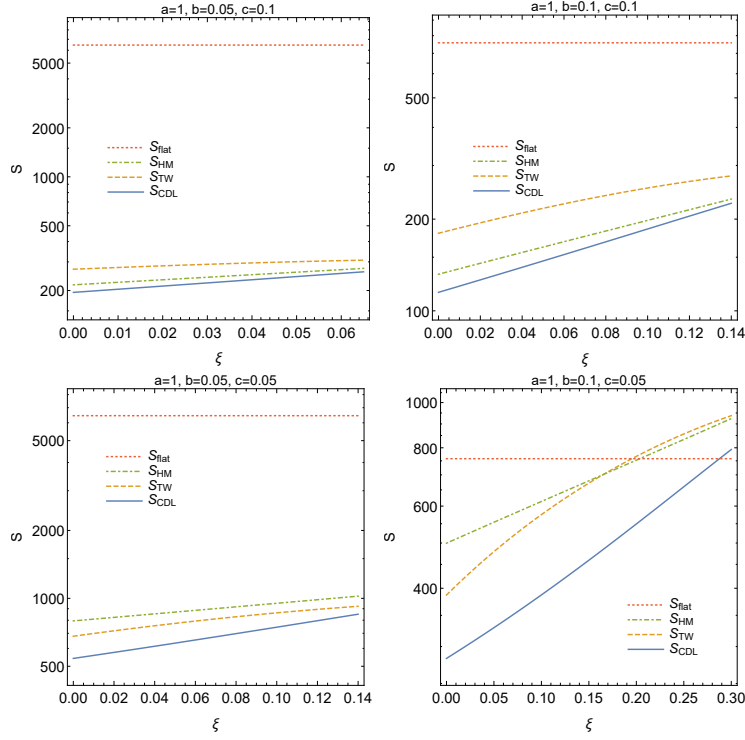 a=1, b=0.05, c=0.1
S
5000
2000
1000
500
200
S_flat
S_HM
S_TW
S_CDL
0.00 0.01 0.02 0.03 0.04 0.05 0.06
ξ
a=1, b=0.1, c=0.1
S
500
200
100
S_flat
S_HM
S_TW
S_CDL
0.00 0.02 0.04 0.06 0.08 0.10 0.12 0.14
ξ
a=1, b=0.05, c=0.05
S
5000
2000
1000
500
S_flat
S_HM
S_TW
S_CDL
0.00 0.02 0.04 0.06 0.08 0.10 0.12 0.14
ξ
a=1, b=0.1, c=0.05
S
1000
800
600
400
S_flat
S_HM
S_TW
S_CDL
0.00 0.05 0.10 0.15 0.20 0.25 0.30
ξ